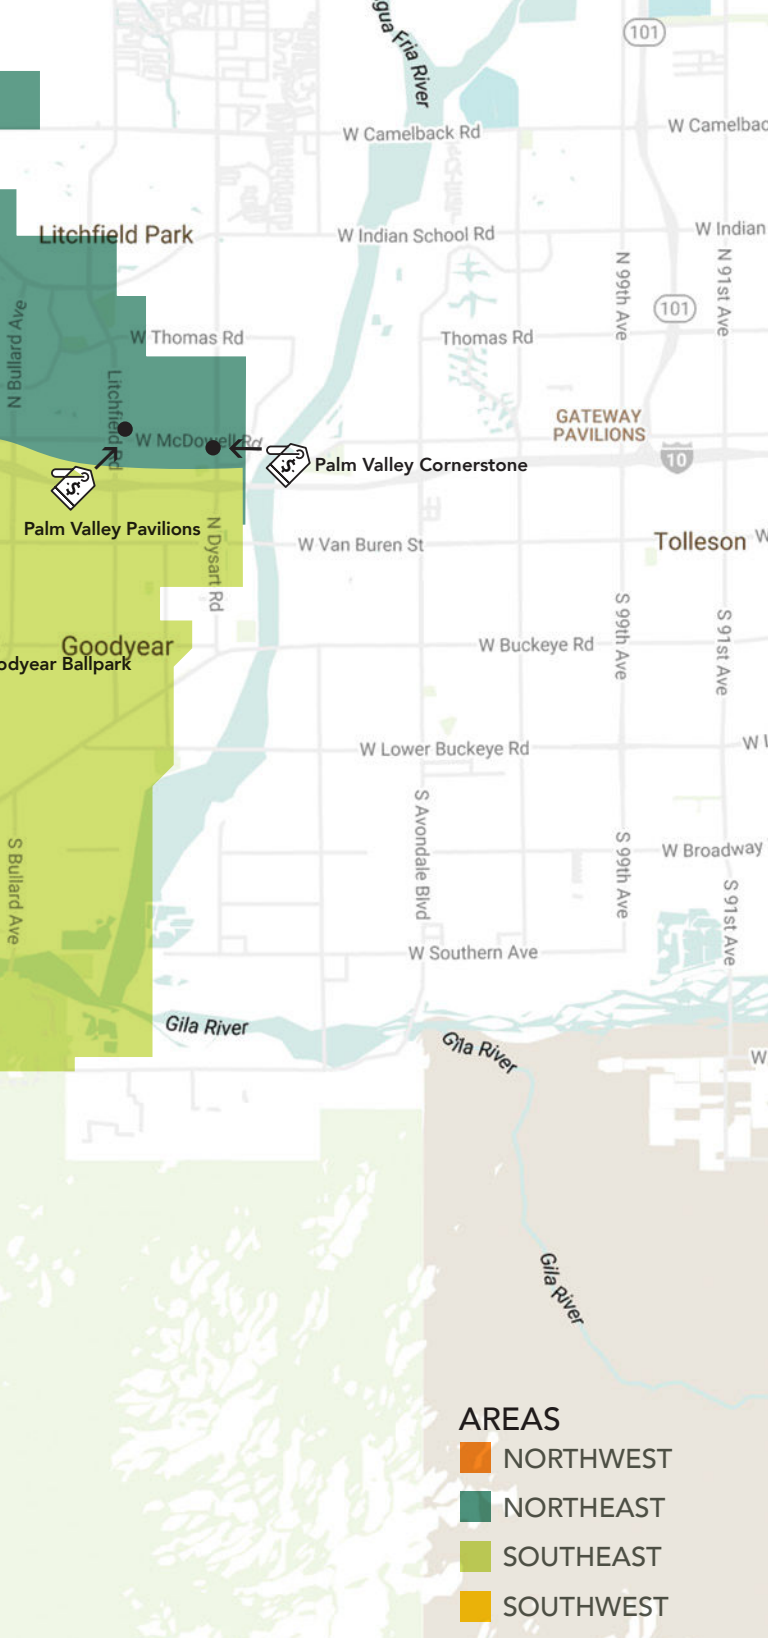 gua Fria River
101
W Camelback Rd
W Camelbac
Litchfield Park
W Indian School Rd
W Indian
N 99th Ave
N 91st Ave
101
N Bullard Ave
W Thomas Rd
Thomas Rd
Litchfield Rd
W McDowell Rd
GATEWAY
PAVILIONS
Palm Valley Cornerstone
10
Palm Valley Pavilions
N Dysart Rd
W Van Buren St
Tolleson
W
Goodyear
odyear Ballpark
W Buckeye Rd
S 99th Ave
S 91st Ave
W Lower Buckeye Rd
W L
S Bullard Ave
S Avondale Blvd
S 99th Ave
W Broadway
S 91st Ave
W Southern Ave
Gila River
Gila River
W
Gila River
AREAS
NORTHWEST
NORTHEAST
SOUTHEAST
SOUTHWEST